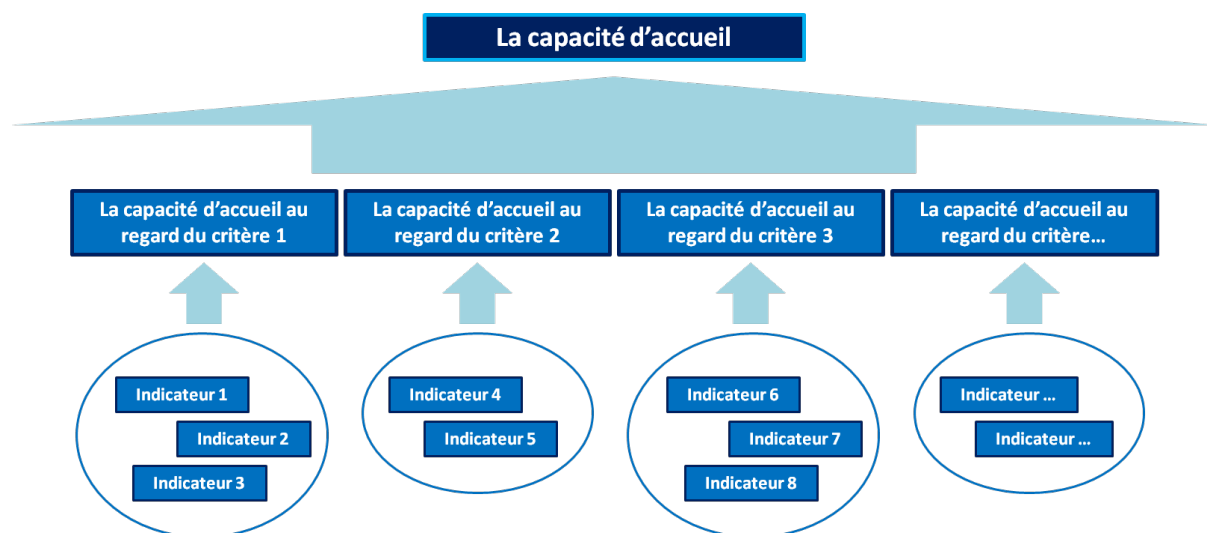 La capacité d’accueil
La capacité d’accueil au
regard du critère 1
La capacité d’accueil au
regard du critère 2
La capacité d’accueil au
regard du critère 3
La capacité d’accueil au
regard du critère…
Indicateur 1
Indicateur 2
Indicateur 3
Indicateur 4
Indicateur 5
Indicateur 6
Indicateur 7
Indicateur 8
Indicateur …
Indicateur …